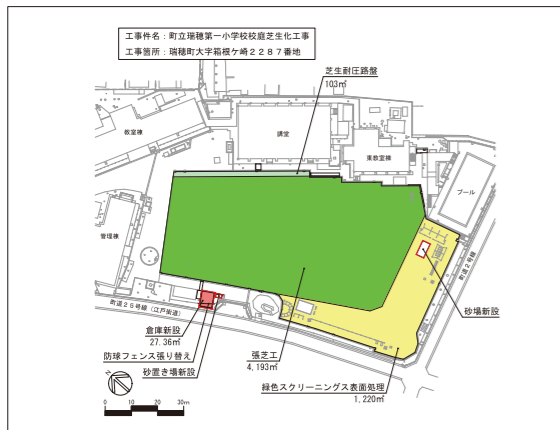 工事件名：町立瑞穂第一小学校校庭芝生化工事
工事箇所：瑞穂町大字箱根ケ崎２２８７番地
芝生耐圧路盤
103㎡
教室棟
講堂
東教室棟
プール
管理棟
町道２号線
町道２５号線（江戸街道）
砂場新設
倉庫新設
27.36㎡
防球フェンス張り替え
砂置き場新設
張芝工
4,193㎡
緑色スクリーニングス表面処理
1,220㎡
N
0 10 20 30m